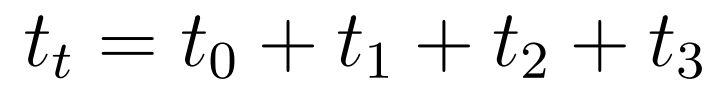 t_t = t_0 + t_1 + t_2 + t_3